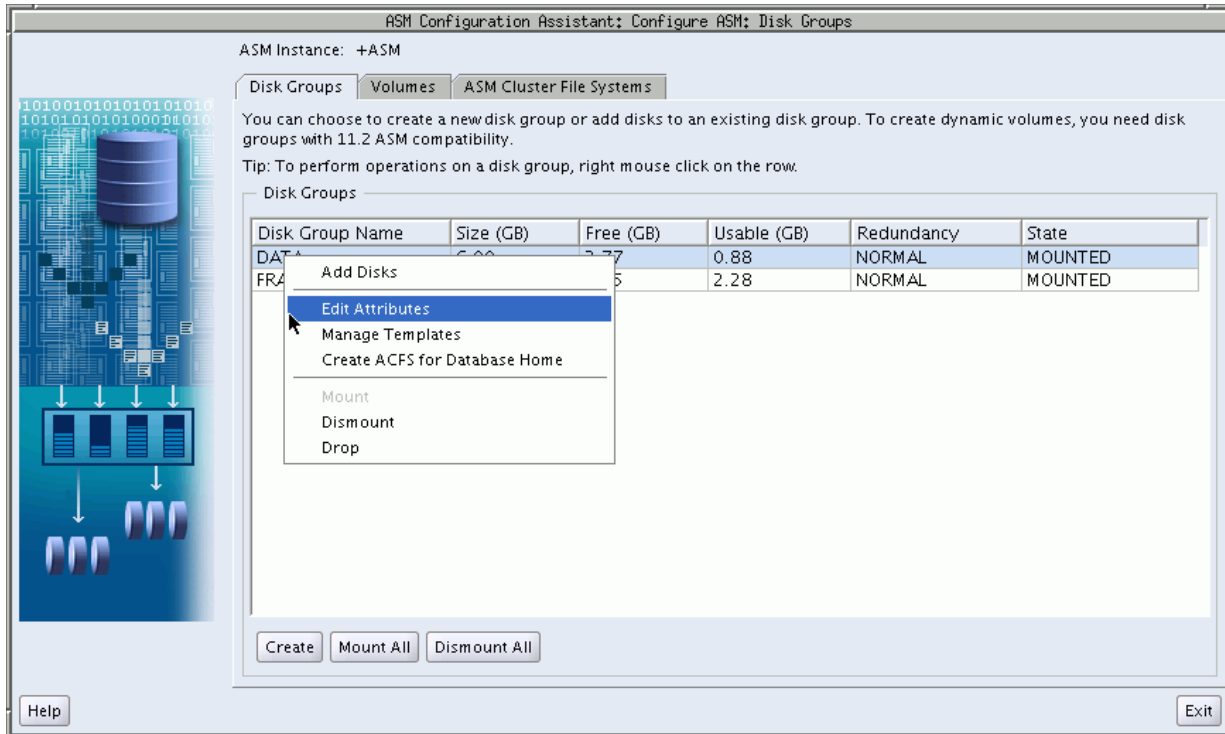 ASM Configuration Assistant: Configure ASM: Disk Groups
ASM Instance: +ASM
Disk Groups Volumes ASM Cluster File Systems
You can choose to create a new disk group or add disks to an existing disk group. To create dynamic volumes, you need disk
groups with 11.2 ASM compatibility.
Tip: To perform operations on a disk group, right mouse click on the row.
Disk Groups
Disk Group Name Size (GB) Free (GB) Usable (GB) Redundancy State
DATA 0.88 NORMAL MOUNTED
FRA 2.28 NORMAL MOUNTED
Add Disks
Edit Attributes
Manage Templates
Create ACFS for Database Home
Mount
Dismount
Drop
Create Mount All Dismount All
Help Exit